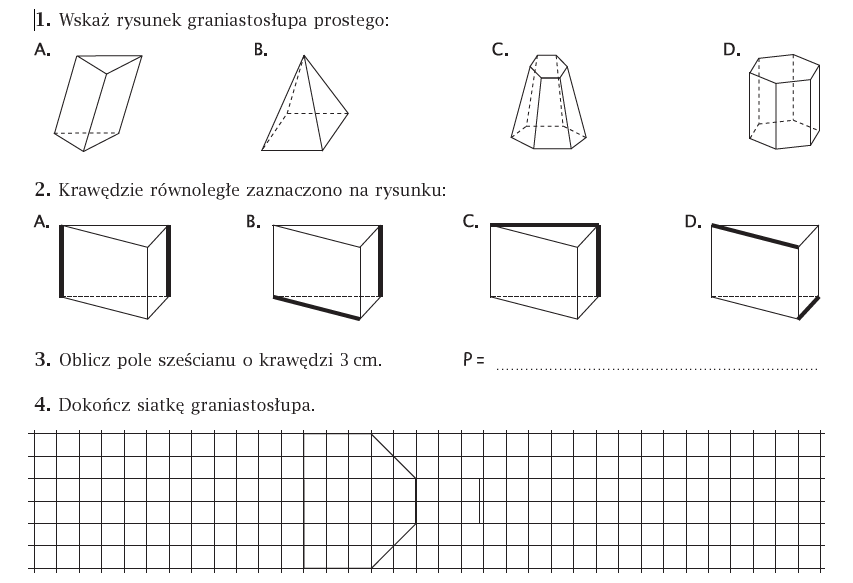 1. Wskaż rysunek graniastosłupa prostego:
A. B. C. D.
2. Krawędzie równoległe zaznaczono na rysunku:
A. B. C. D.
3. Oblicz pole sześcianu o krawędzi 3 cm. P = ........................................
4. Dokończ siatkę graniastosłupa.